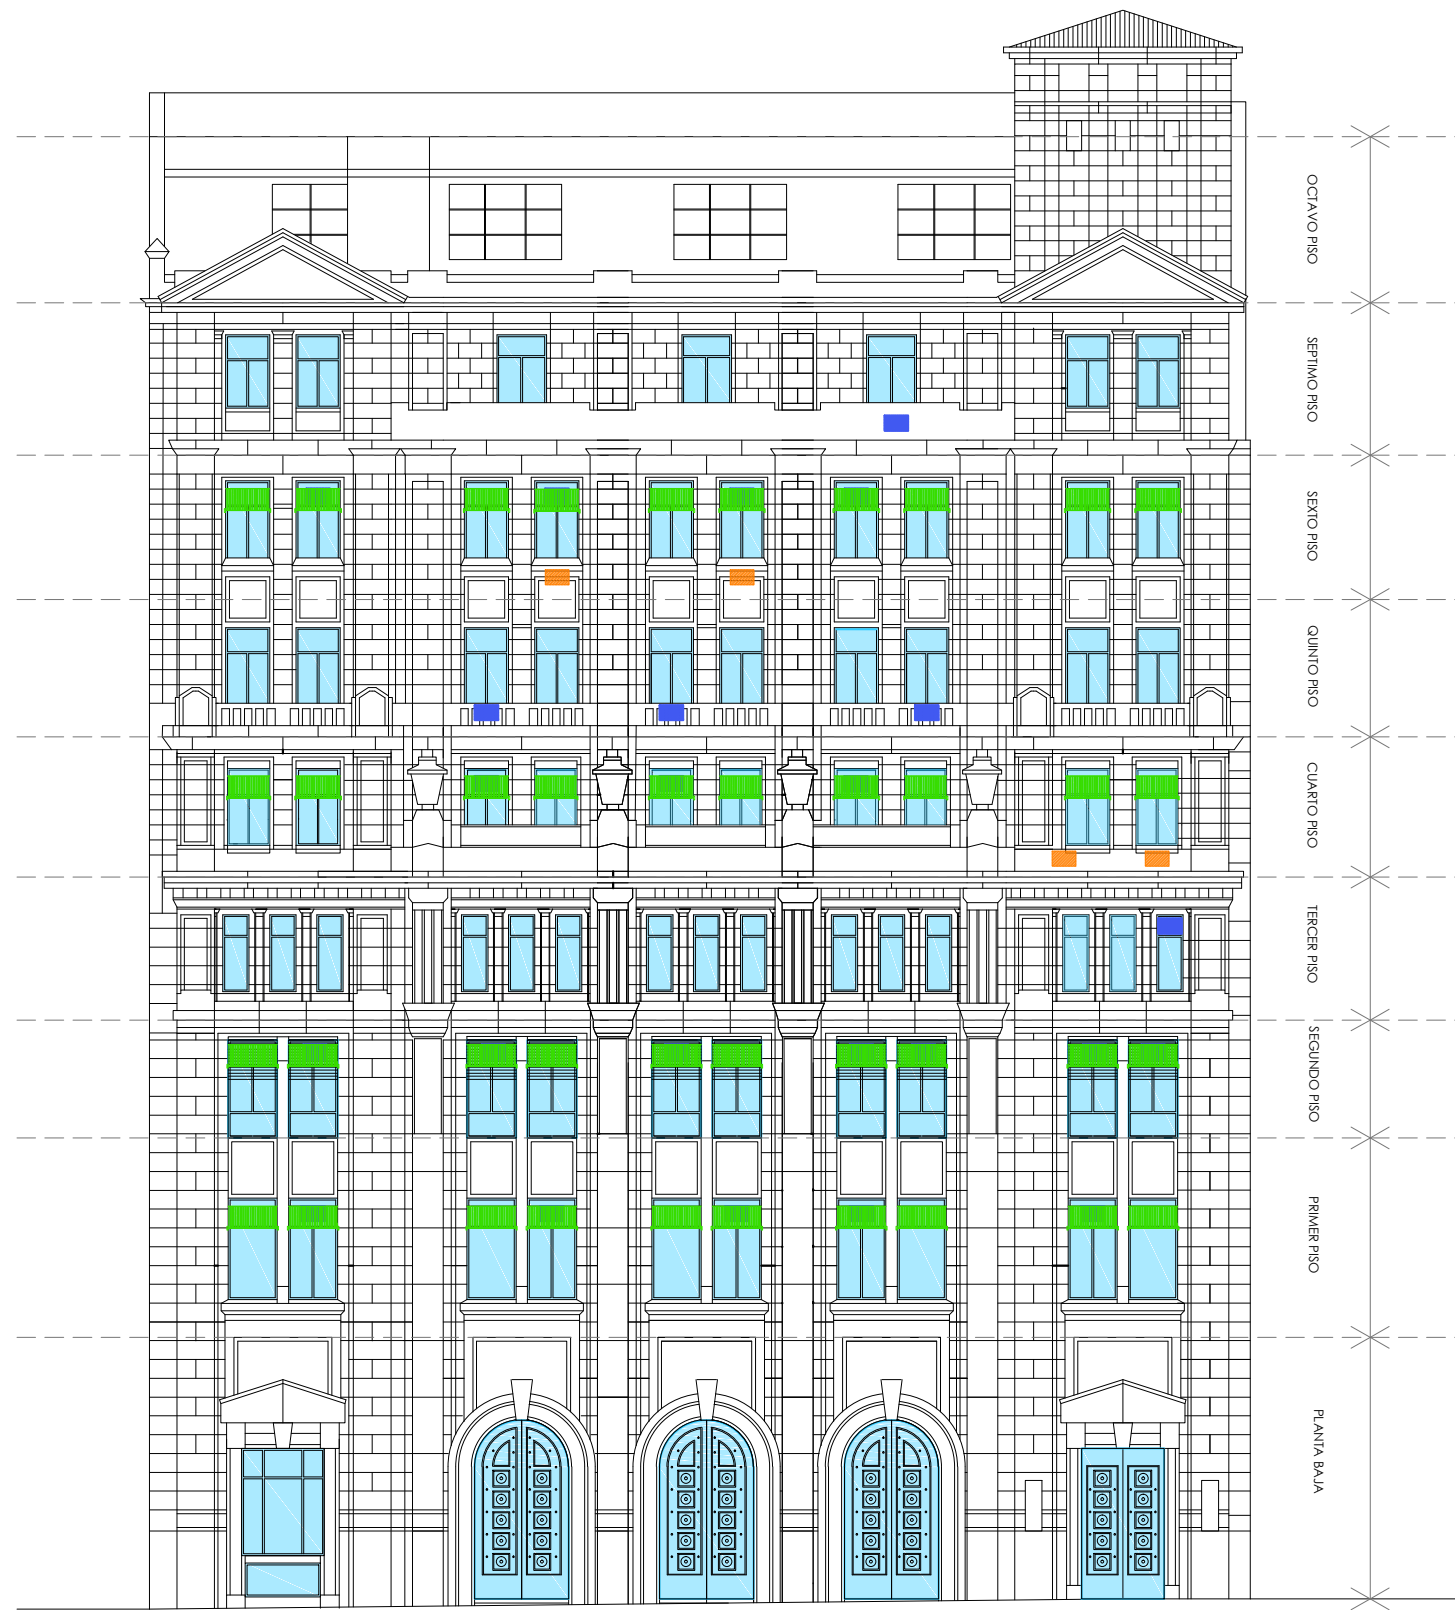 OCTAVO PISO
SEPTIMO PISO
SEXTO PISO
QUINTO PISO
CUARTO PISO
TERCER PISO
SEGUNDO PISO
PRIMER PISO
PLANTA BAJA